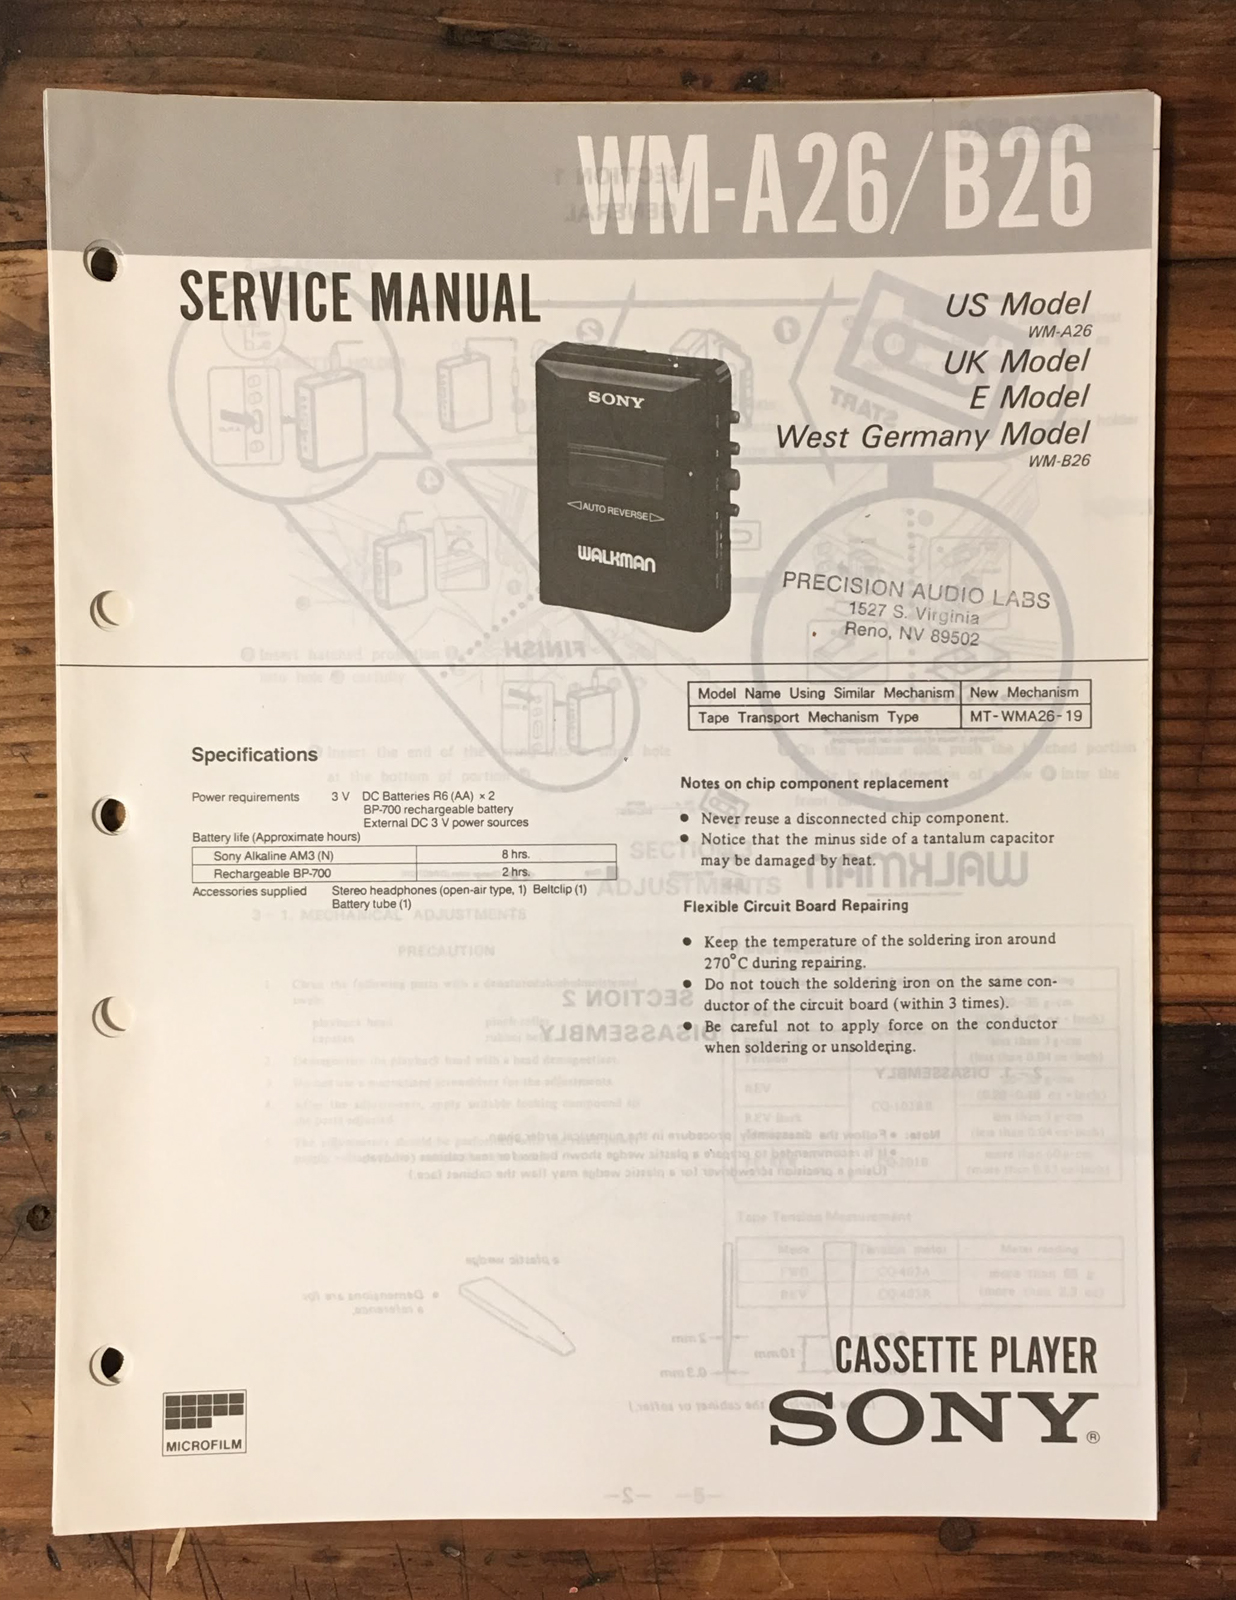 WM-A26/B26
SERVICE MANUAL
US Model
WM-A26
UK Model
E Model
West Germany Model
WM-B26
SONY
AUTO REVERSE
WALKMAN
PRECISION AUDIO LABS
1527 S. Virginia
Reno, NV 89502
Model Name Using Similar Mechanism New Mechanism
Tape Transport Mechanism Type MT-WMA26-19
Specifications
Power requirements 3 V DC Batteries R6 (AA) × 2
BP-700 rechargeable battery
External DC 3 V power sources
Battery life (Approximate hours)
Sony Alkaline AM3 (N) 8 hrs.
Rechargeable BP-700 2 hrs.
Accessories supplied Stereo headphones (open-air type, 1) Beltclip (1)
Battery tube (1)
Notes on chip component replacement
● Never reuse a disconnected chip component.
● Notice that the minus side of a tantalum capacitor
may be damaged by heat.
Flexible Circuit Board Repairing
● Keep the temperature of the soldering iron around
270°C during repairing.
● Do not touch the soldering iron on the same con-
ductor of the circuit board (within 3 times).
● Be careful not to apply force on the conductor
when soldering or unsoldering.
MICROFILM
CASSETTE PLAYER
SONY®